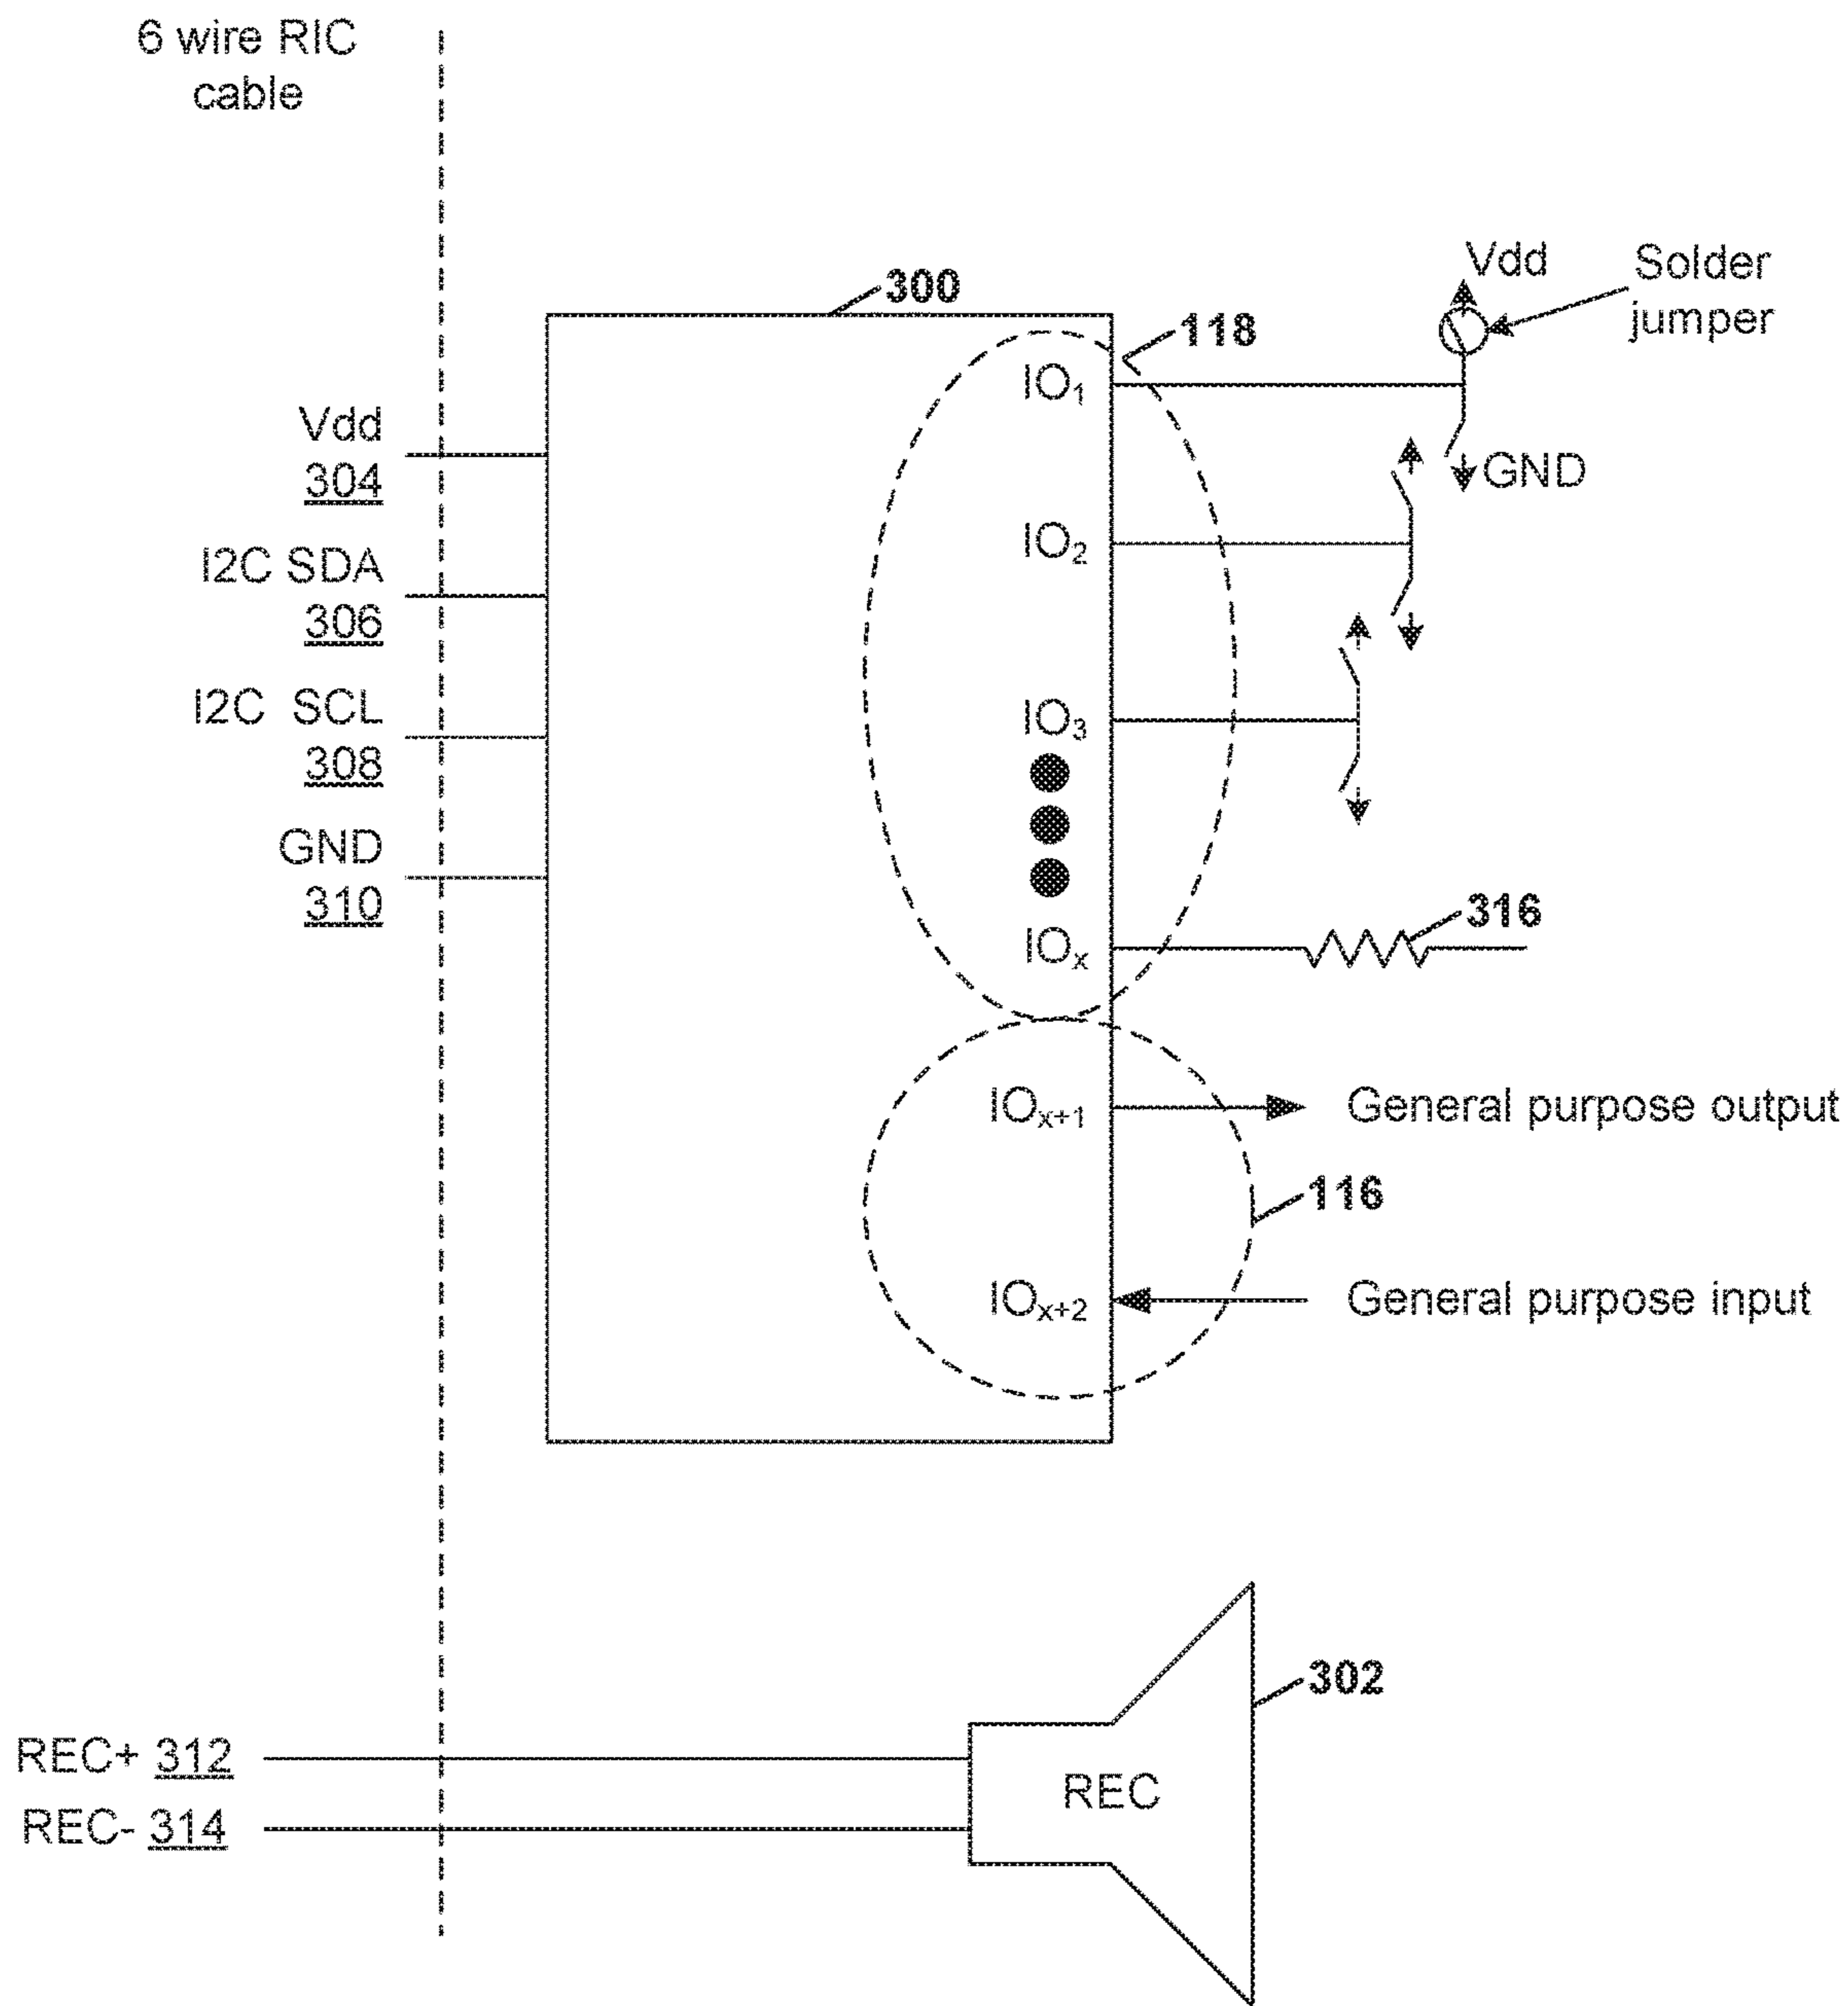 6 wire RIC
cable
300
118
Vdd
Solder
jumper
IO1
Vdd
304
GND
IO2
I2C SDA
306
I2C SCL
308
IO3
GND
310
316
IOx
IOx+1
General purpose output
116
IOx+2
General purpose input
302
REC+ 312
REC- 314
REC